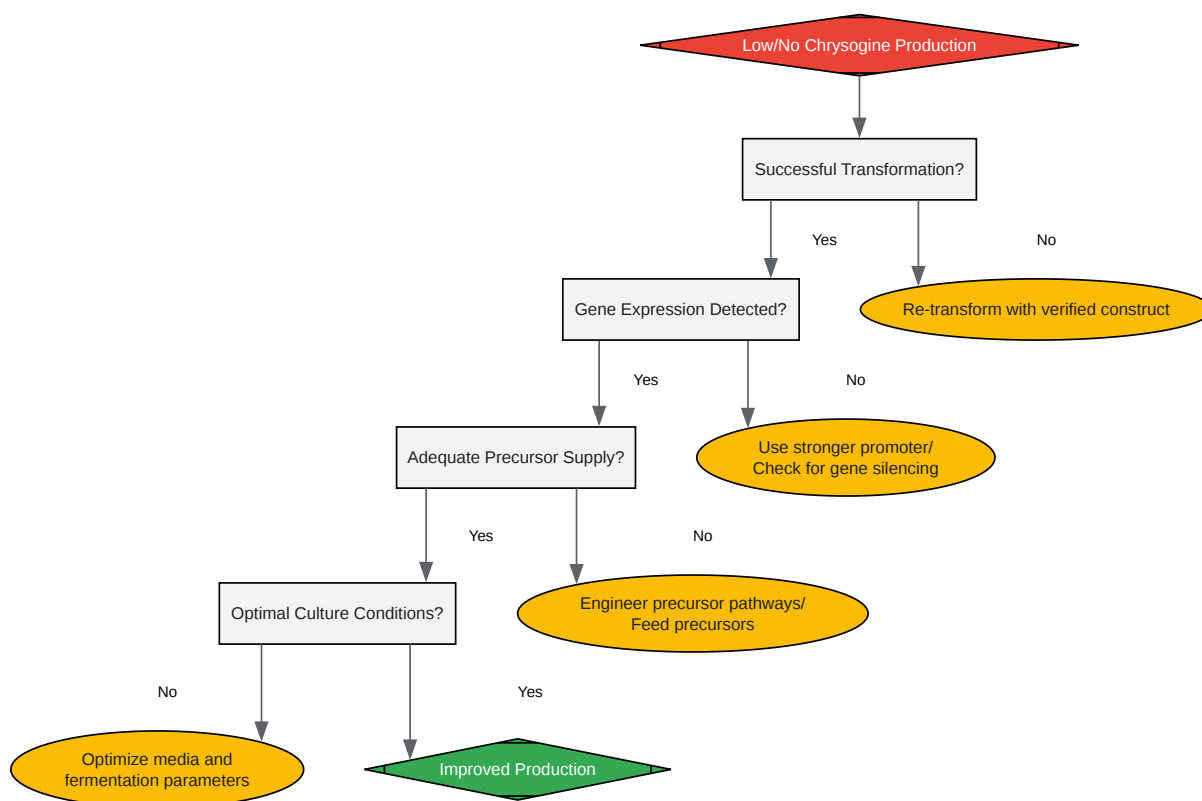 Low/No Chrysogine Production
Successful Transformation?
Yes
No
Gene Expression Detected?
Re-transform with verified construct
Yes
No
Adequate Precursor Supply?
Use stronger promoter/
Check for gene silencing
Yes
No
Optimal Culture Conditions?
Engineer precursor pathways/
Feed precursors
No
Yes
Optimize media and
fermentation parameters
Improved Production